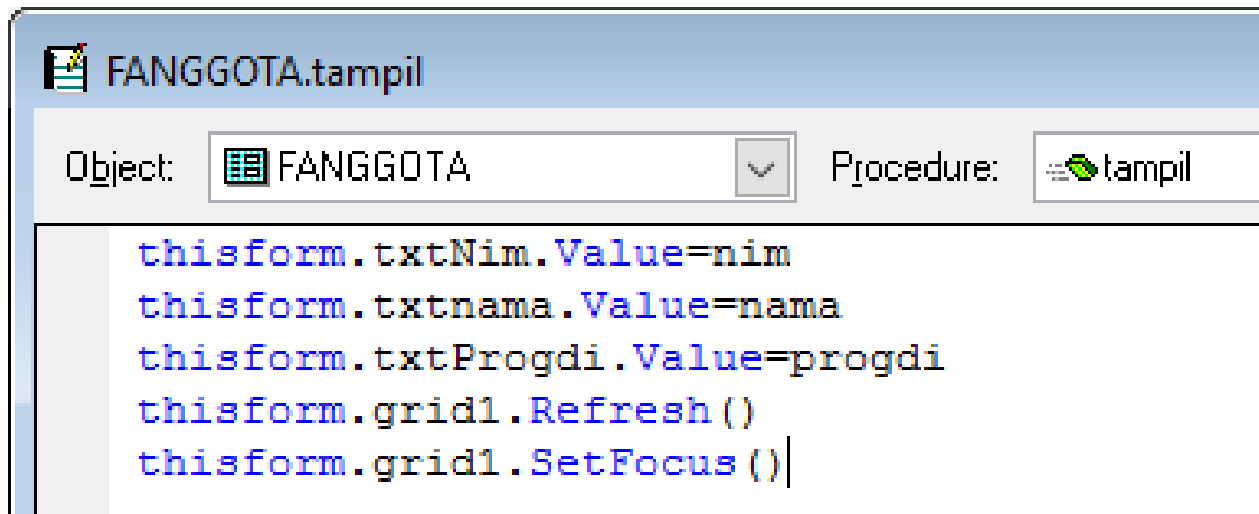 FANGGOTA.tampil
Object: FANGGOTA Procedure: tampil
thisform.txtNim.Value=nim
thisform.txtnama.Value=nama
thisform.txtProgdi.Value=progdi
thisform.grid1.Refresh()
thisform.grid1.SetFocus()